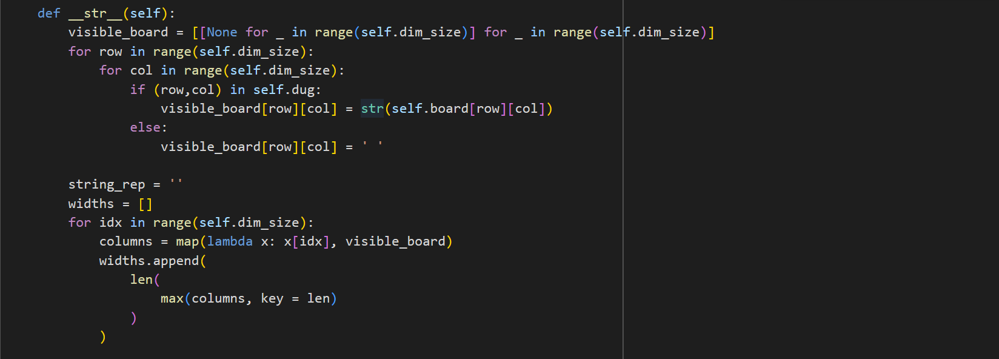 def __str__(self):
    visible_board = [[None for _ in range(self.dim_size)] for _ in range(self.dim_size)]
    for row in range(self.dim_size):
        for col in range(self.dim_size):
            if (row,col) in self.dug:
                visible_board[row][col] = str(self.board[row][col])
            else:
                visible_board[row][col] = ' '

    string_rep = ''
    widths = []
    for idx in range(self.dim_size):
        columns = map(lambda x: x[idx], visible_board)
        widths.append(
            len(
                max(columns, key = len)
            )
        )